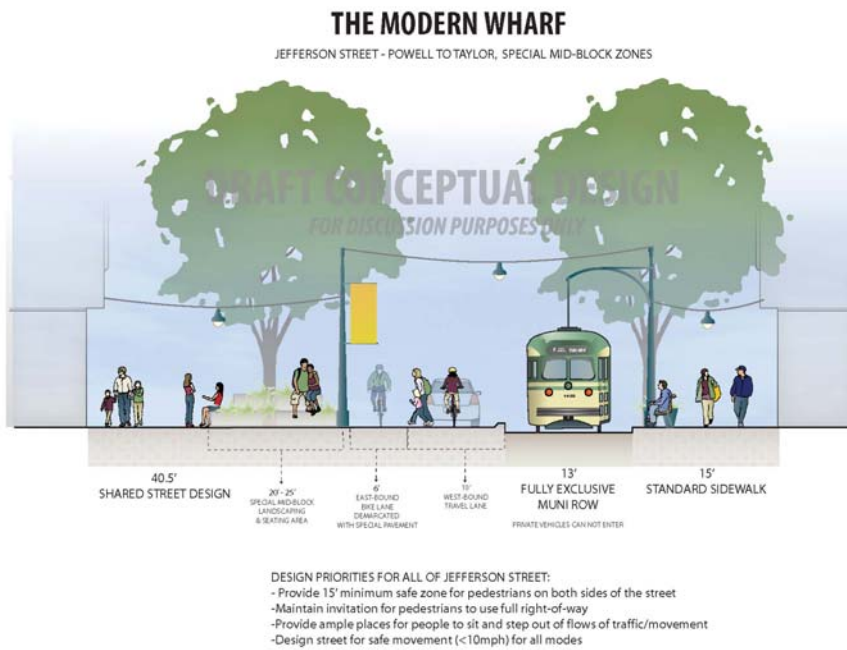 THE MODERN WHARF
JEFFERSON STREET - POWELL TO TAYLOR, SPECIAL MID-BLOCK ZONES
DRAFT CONCEPTUAL DESIGN
FOR DISCUSSION PURPOSES ONLY
40.5'
SHARED STREET DESIGN
20' - 25'
SPECIAL MID-BLOCK
LANDSCAPING
& SEATING AREA
6'
EAST-BOUND
BIKE LANE
DEMARCATED
WITH SPECIAL PAVEMENT
WEST-BOUND
TRAVEL LANE
13'
FULLY EXCLUSIVE
MUNI ROW
PRIVATE VEHICLES CAN NOT ENTER
15'
STANDARD SIDEWALK
DESIGN PRIORITIES FOR ALL OF JEFFERSON STREET:
- Provide 15' minimum safe zone for pedestrians on both sides of the street
-Maintain invitation for pedestrians to use full right-of-way
-Provide ample places for people to sit and step out of flows of traffic/movement
-Design street for safe movement (<10mph) for all modes